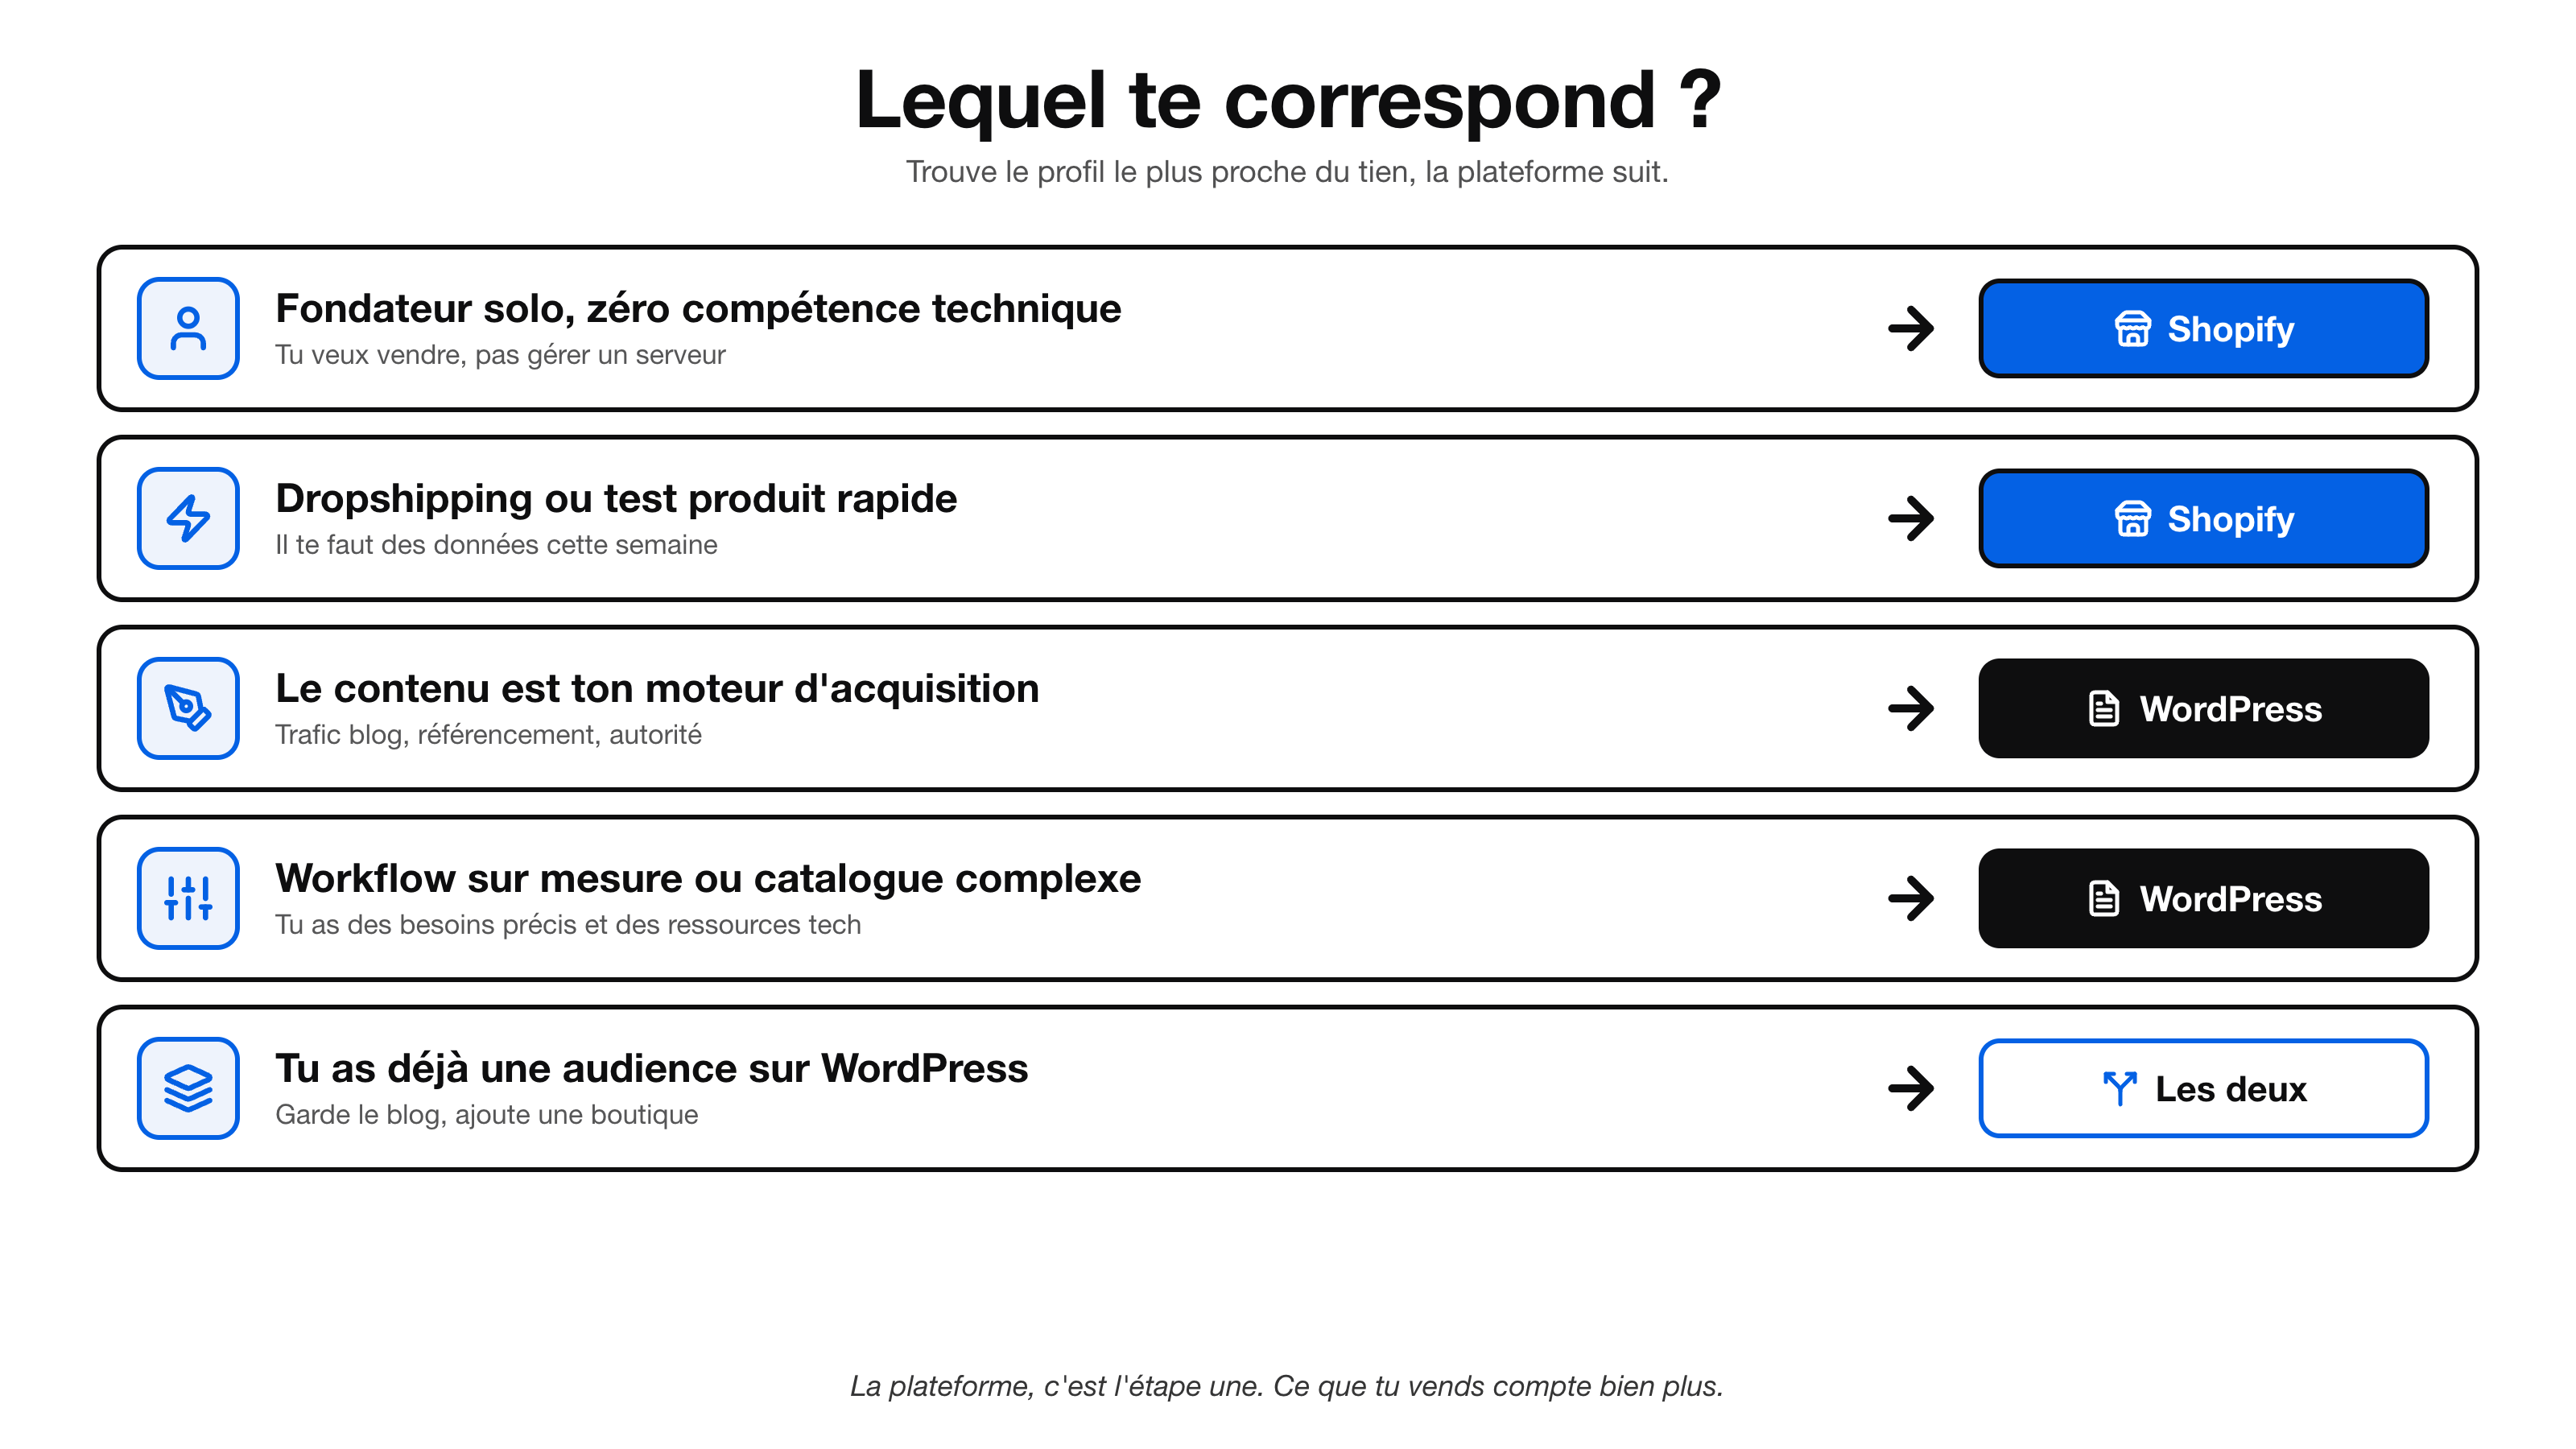 Lequel te correspond ?
Trouve le profil le plus proche du tien, la plateforme suit.
Fondateur solo, zéro compétence technique
Tu veux vendre, pas gérer un serveur
Shopify
Dropshipping ou test produit rapide
Il te faut des données cette semaine
Shopify
Le contenu est ton moteur d'acquisition
Trafic blog, référencement, autorité
WordPress
Workflow sur mesure ou catalogue complexe
Tu as des besoins précis et des ressources tech
WordPress
Tu as déjà une audience sur WordPress
Garde le blog, ajoute une boutique
Les deux
La plateforme, c'est l'étape une. Ce que tu vends compte bien plus.